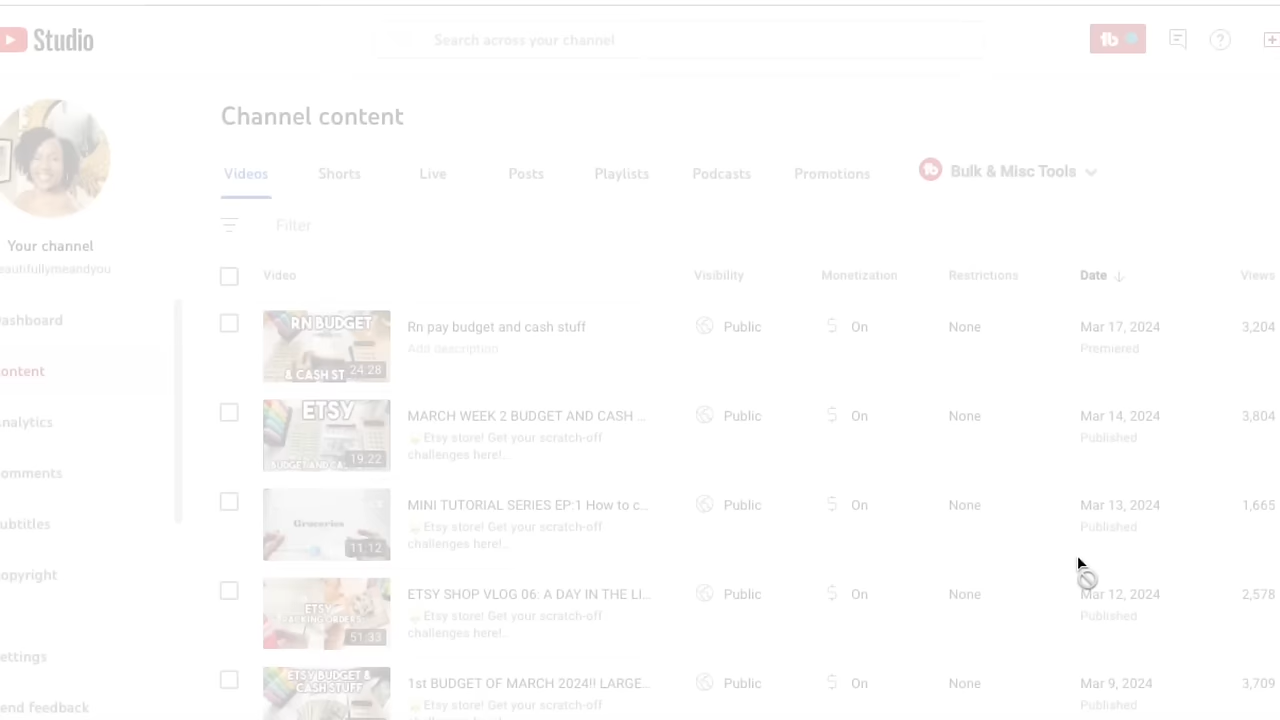 Studio
Search across your channel
Channel content
Videos Shorts Live Posts Playlists Podcasts Promotions Bulk & Misc Tools
Filter
Your channel
eautifullymeandyou
Video Visibility Monetization Restrictions Date Views
ashboard
RN BUDGET
& CASH ST
24:28
Rn pay budget and cash stuff
Add description
Public On None Mar 17, 2024 3,204
Premiered
ontent
ETSY
19:22
MARCH WEEK 2 BUDGET AND CASH ...
Etsy store! Get your scratch-off
challenges here!..
Public On None Mar 14, 2024 3,804
Published
nalytics
omments
Groceries
11:12
MINI TUTORIAL SERIES EP:1 How to c...
Etsy store! Get your scratch-off
challenges here!..
Public On None Mar 13, 2024 1,665
Published
ubtitles
opyright
ETSY
PACKING ORDERS
51:33
ETSY SHOP VLOG 06: A DAY IN THE LI...
Etsy store! Get your scratch-off
challenges here!..
Public On None Mar 12, 2024 2,578
Published
ettings
end feedback
ETSY BUDGET &
CASH STUFF
1st BUDGET OF MARCH 2024!! LARGE...
Etsy store! Get your scratch-off
Public On None Mar 9, 2024 3,709
Published